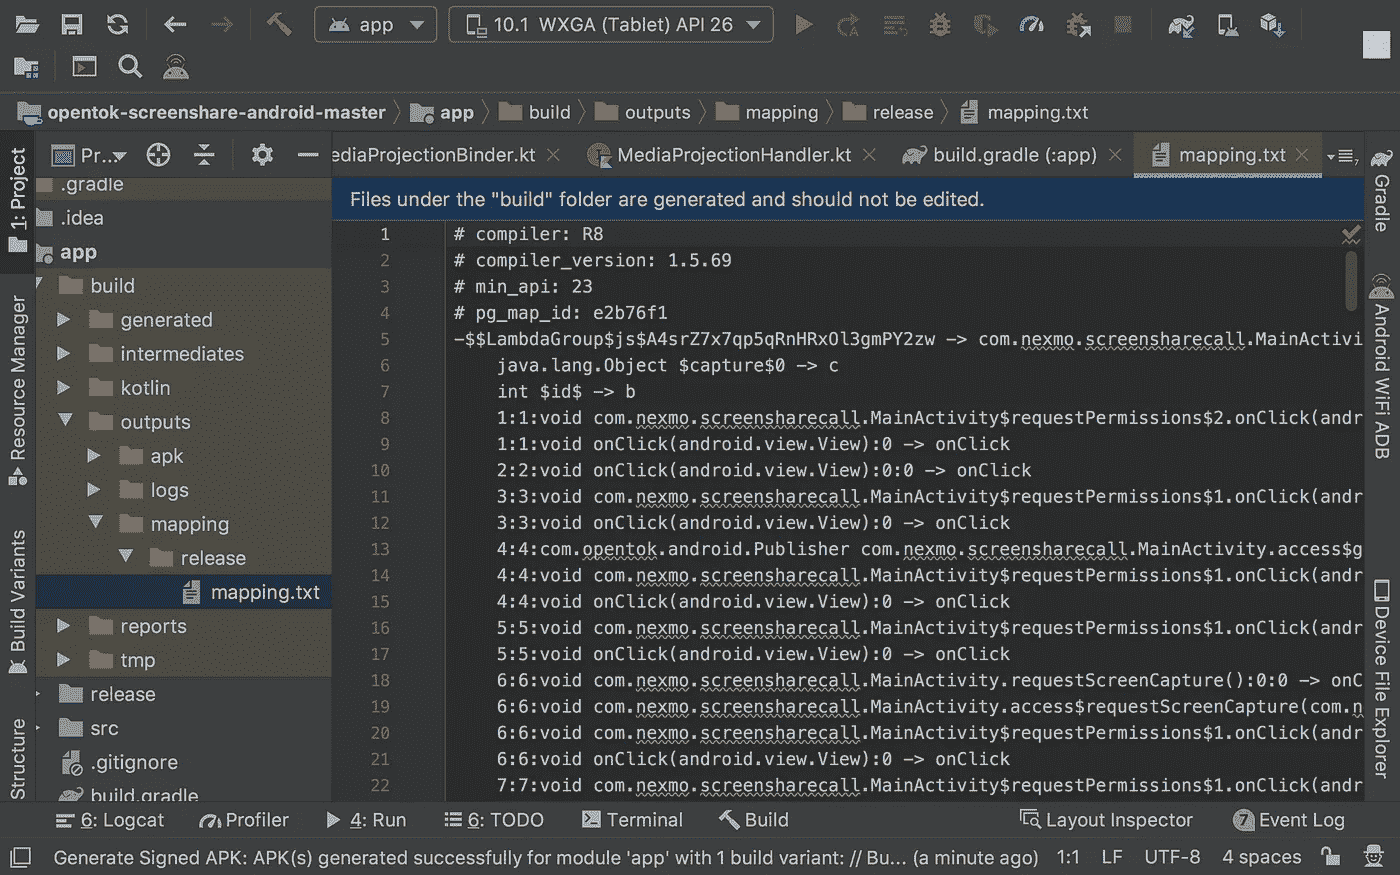 app
10.1 WXGA (Tablet) API 26
opentok-screenshare-android-master
app
build
outputs
mapping
release
mapping.txt
1: Project
Resource Manager
Build Variants
Structure
Pr...
.gradle
.idea
app
build
generated
intermediates
kotlin
outputs
apk
logs
mapping
release
mapping.txt
reports
tmp
release
src
.gitignore
build.gradle
ediaProjectionBinder.kt
MediaProjectionHandler.kt
build.gradle (:app)
mapping.txt
7
Files under the "build" folder are generated and should not be edited.
1 # compiler: R8
2 # compiler_version: 1.5.69
3 # min_api: 23
4 # pg_map_id: e2b76f1
5 -$$LambdaGroup$js$A4srZ7x7qp5qRnHRxOl3gmPY2zw -> com.nexmo.screensharecall.MainActivi
6 java.lang.Object $capture$0 -> c
7 int $id$ -> b
8 1:1:void com.nexmo.screensharecall.MainActivity$requestPermissions$2.onClick(andr
9 1:1:void onClick(android.view.View):0 -> onClick
10 2:2:void onClick(android.view.View):0:0 -> onClick
11 3:3:void com.nexmo.screensharecall.MainActivity$requestPermissions$1.onClick(andr
12 3:3:void onClick(android.view.View):0 -> onClick
13 4:4:com.opentok.android.Publisher com.nexmo.screensharecall.MainActivity.access$g
14 4:4:void com.nexmo.screensharecall.MainActivity$requestPermissions$1.onClick(andr
15 4:4:void onClick(android.view.View):0 -> onClick
16 5:5:void com.nexmo.screensharecall.MainActivity$requestPermissions$1.onClick(andr
17 5:5:void onClick(android.view.View):0 -> onClick
18 6:6:void com.nexmo.screensharecall.MainActivity.requestScreenCapture():0:0 -> onC
19 6:6:void com.nexmo.screensharecall.MainActivity.access$requestScreenCapture(com.n
20 6:6:void com.nexmo.screensharecall.MainActivity$requestPermissions$1.onClick(andr
21 6:6:void onClick(android.view.View):0 -> onClick
22 7:7:void com.nexmo.screensharecall.MainActivity$requestPermissions$1.onClick(andr
Gradle
Android WiFi ADB
Device File Explorer
6: Logcat
Profiler
4: Run
6: TODO
Terminal
Build
Layout Inspector
7 Event Log
Generate Signed APK: APK(s) generated successfully for module 'app' with 1 build variant: // Bu... (a minute ago)
1:1
LF
UTF-8
4 spaces